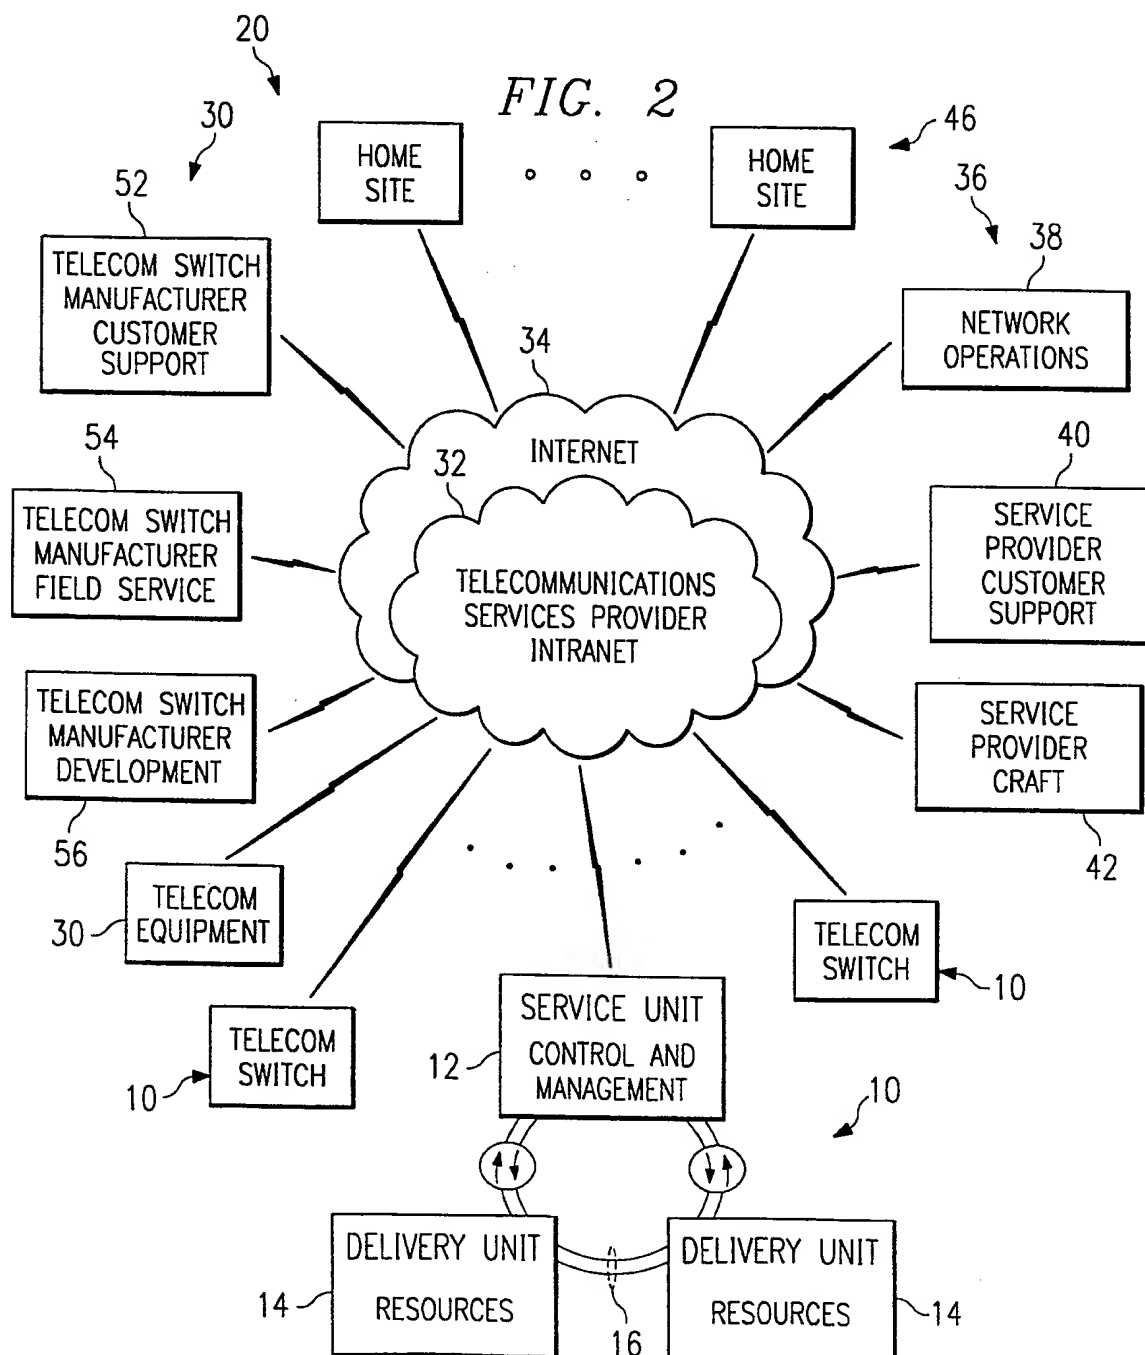 20
FIG. 2
30
46
HOME
SITE
HOME
SITE
52
36
38
TELECOM SWITCH
MANUFACTURER
CUSTOMER
SUPPORT
NETWORK
OPERATIONS
34
INTERNET
54
32
40
TELECOM SWITCH
MANUFACTURER
FIELD SERVICE
SERVICE
PROVIDER
CUSTOMER
SUPPORT
TELECOMMUNICATIONS
SERVICES PROVIDER
INTRANET
TELECOM SWITCH
MANUFACTURER
DEVELOPMENT
SERVICE
PROVIDER
CRAFT
56
42
TELECOM
EQUIPMENT
30
TELECOM
SWITCH
10
TELECOM
SWITCH
10
SERVICE UNIT
CONTROL AND
MANAGEMENT
12
10
DELIVERY UNIT
RESOURCES
14
DELIVERY UNIT
RESOURCES
14
16